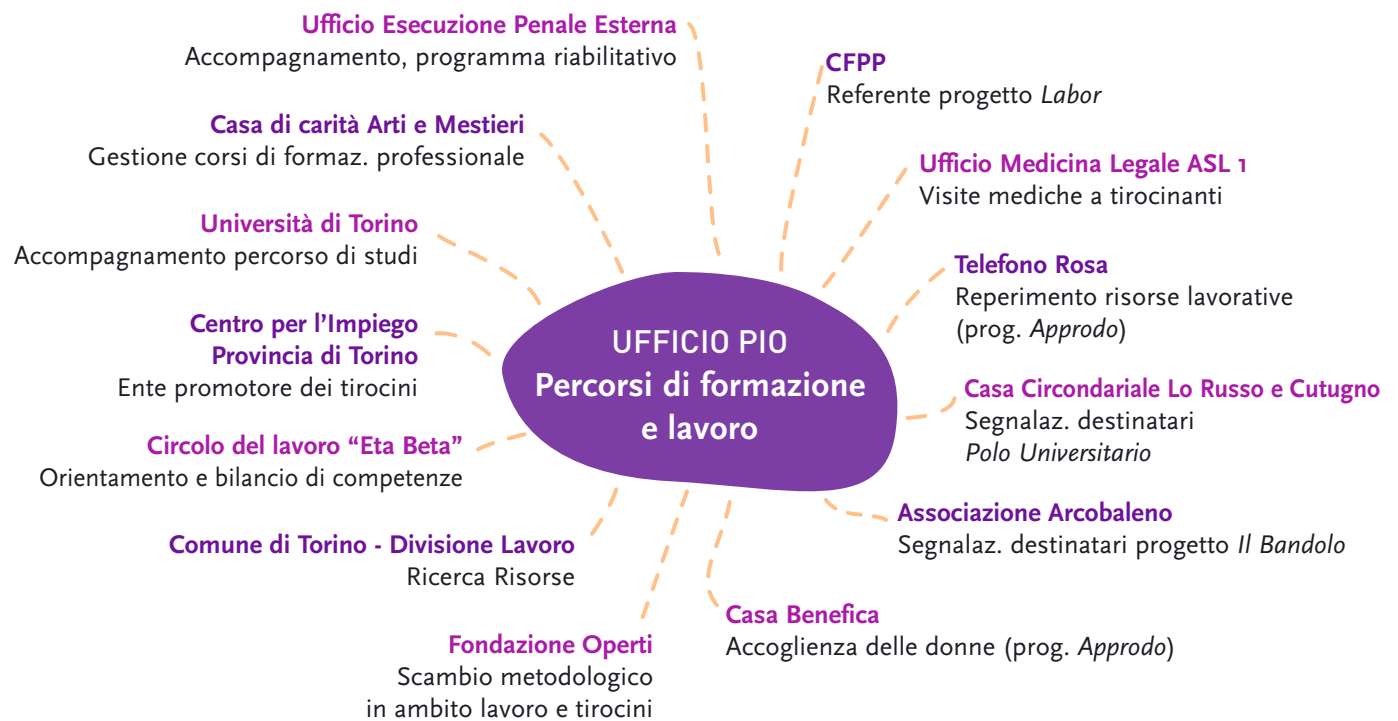 Ufficio Esecuzione Penale Esterna
Accompagnamento, programma riabilitativo
CFPP
Referente progetto Labor
Casa di carità Arti e Mestieri
Gestione corsi di formaz. professionale
Ufficio Medicina Legale ASL 1
Visite mediche a tirocinanti
Università di Torino
Accompagnamento percorso di studi
Telefono Rosa
Reperimento risorse lavorative
(prog. Approdo)
Centro per l'Impiego
Provincia di Torino
Ente promotore dei tirocini
UFFICIO PIO
Percorsi di formazione
e lavoro
Casa Circondariale Lo Russo e Cutugno
Segnalaz. destinatari
Polo Universitario
Circolo del lavoro “Eta Beta”
Orientamento e bilancio di competenze
Associazione Arcobaleno
Segnalaz. destinatari progetto Il Bandolo
Comune di Torino - Divisione Lavoro
Ricerca Risorse
Casa Benefica
Accoglienza delle donne (prog. Approdo)
Fondazione Operti
Scambio metodologico
in ambito lavoro e tirocini